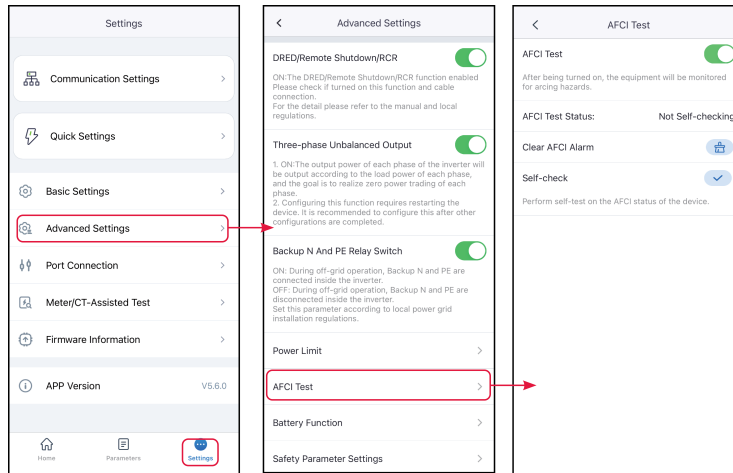 Settings
Communication Settings
Quick Settings
Basic Settings
Advanced Settings
Port Connection
Meter/CT-Assisted Test
Firmware Information
APP Version V5.6.0
Home Parameters Settings
Advanced Settings
DRED/Remote Shutdown/RCR
ON:The DRED/Remote Shutdown/RCR function enabled
Please check if turned on this function and cable
connection.
For the detail please refer to the manual and local
regulations.
Three-phase Unbalanced Output
1. ON:The output power of each phase of the inverter will
be output according to the load power of each phase,
and the goal is to realize zero power trading of each
phase.
2. Configuring this function requires restarting the
device. It is recommended to configure this after other
configurations are completed.
Backup N And PE Relay Switch
ON: During off-grid operation, Backup N and PE are
connected inside the inverter.
OFF: During off-grid operation, Backup N and PE are
disconnected inside the inverter.
Set this parameter according to local power grid
installation regulations.
Power Limit
AFCI Test
Battery Function
Safety Parameter Settings
AFCI Test
AFCI Test
After being turned on, the equipment will be monitored
for arcing hazards.
AFCI Test Status: Not Self-checking
Clear AFCI Alarm
Self-check
Perform self-test on the AFCI status of the device.